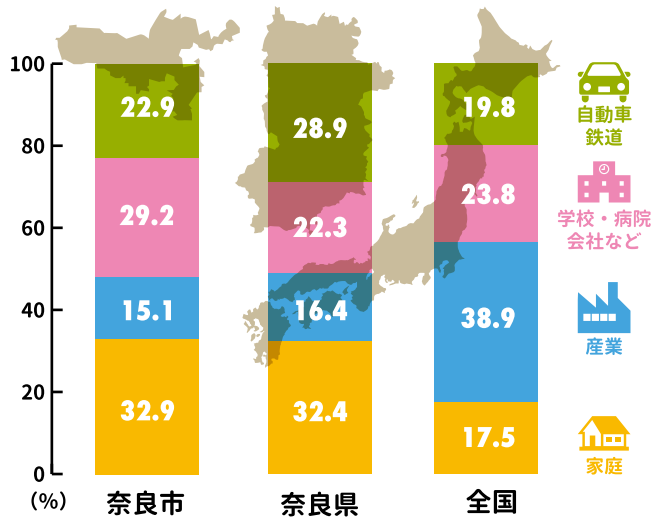 100
80
60
40
20
0
(%)
22.9
29.2
15.1
32.9
奈良市
28.9
22.3
16.4
32.4
奈良県
19.8
23.8
38.9
17.5
全国
自動車
鉄道
学校・病院
会社など
産業
家庭